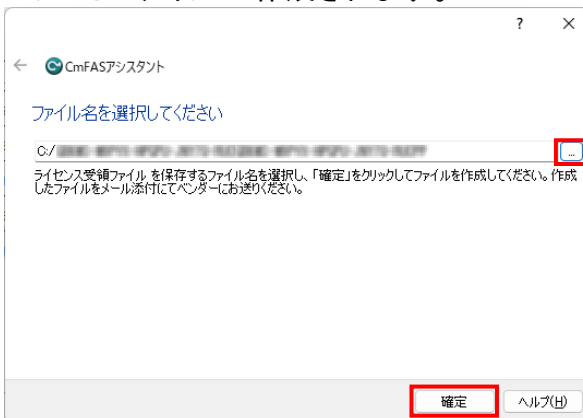 ?
×
← CmFASアシスタント
ファイル名を選択してください
C:/
...
ライセンス受領ファイル を保存するファイル名を選択し、「確定」をクリックしてファイルを作成してください。作成
したファイルをメール添付にてベンダーにお送りください。
確定
ヘルプ(H)